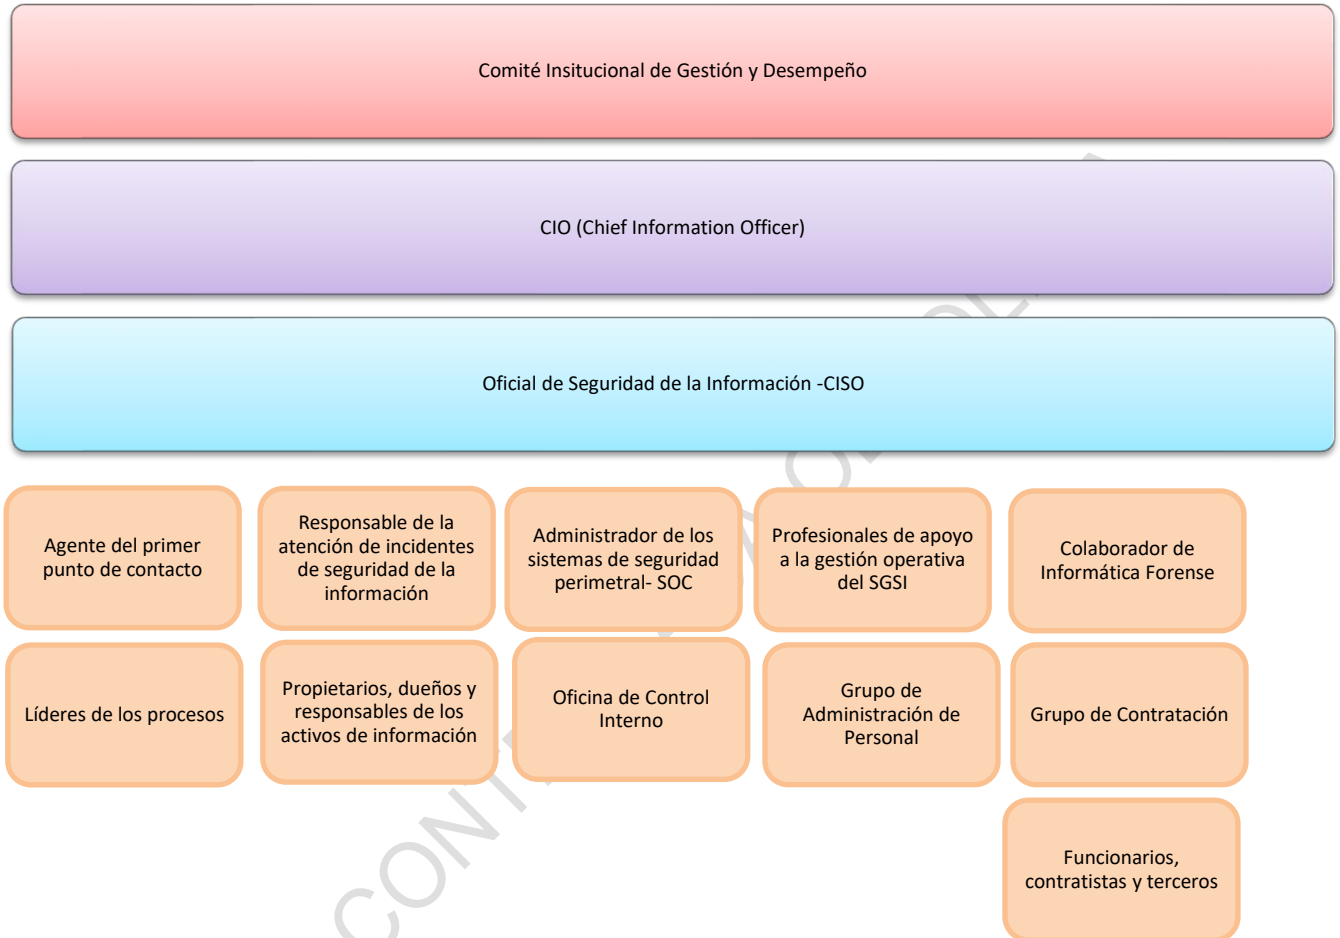 Comité Insitucional de Gestión y Desempeño
CIO (Chief Information Officer)
Oficial de Seguridad de la Información -CISO
Agente del primer
punto de contacto
Responsable de la
atención de incidentes
de seguridad de la
información
Administrador de los
sistemas de seguridad
perimetral- SOC
Profesionales de apoyo
a la gestión operativa
del SGSI
Colaborador de
Informática Forense
Líderes de los procesos
Propietarios, dueños y
responsables de los
activos de información
Oficina de Control
Interno
Grupo de
Administración de
Personal
Grupo de Contratación
Funcionarios,
contratistas y terceros